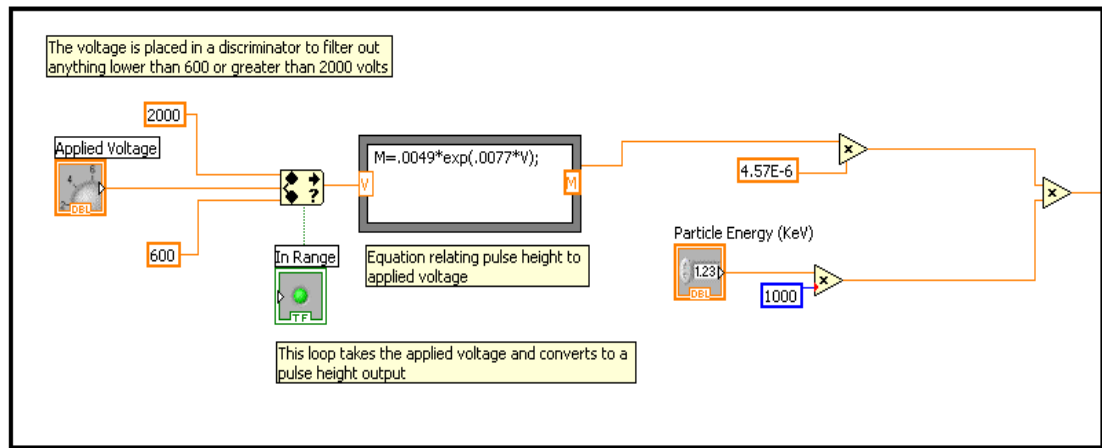 The voltage is placed in a discriminator to filter out
anything lower than 600 or greater than 2000 volts
2000
Applied Voltage
2
4
6
DBL
600
?
In Range
TF
V
M=.0049*exp(.0077*V);
M
Equation relating pulse height to
applied voltage
This loop takes the applied voltage and converts to a
pulse height output
4.57E-6
x
Particle Energy (KeV)
1.23
DBL
1000
x
x